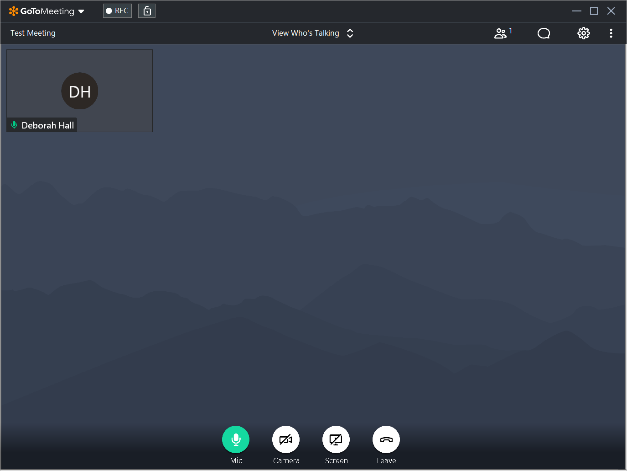 GoToMeeting
REC
Test Meeting
View Who's Talking
1
DH
Deborah Hall
Mic
Camera
Screen
Leave